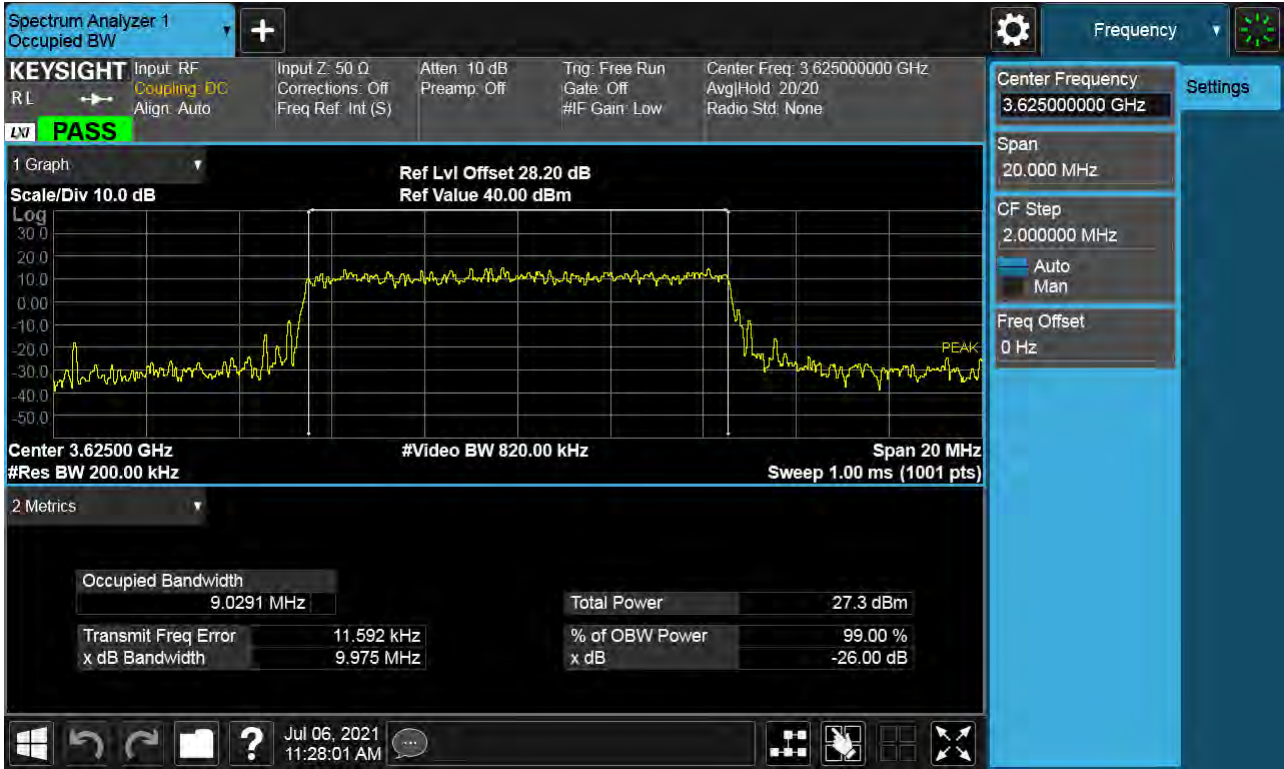 Spectrum Analyzer 1
Occupied BW
+
Frequency
KEYSIGHT
R L
LXI
PASS
Input: RF
Coupling: DC
Align: Auto
Input Z: 50 Ω
Corrections: Off
Freq Ref: Int (S)
Atten: 10 dB
Preamp: Off
Trig: Free Run
Gate: Off
#IF Gain: Low
Center Freq: 3.625000000 GHz
Avg|Hold: 20/20
Radio Std: None
1 Graph
Scale/Div 10.0 dB
Ref Lvl Offset 28.20 dB
Ref Value 40.00 dBm
Log
30.0
20.0
10.0
0.00
-10.0
-20.0
-30.0
-40.0
-50.0
PEAK
Center 3.62500 GHz
#Video BW 820.00 kHz
Span 20 MHz
#Res BW 200.00 kHz
Sweep 1.00 ms (1001 pts)
2 Metrics
Occupied Bandwidth
9.0291 MHz
Total Power 27.3 dBm
Transmit Freq Error 11.592 kHz
% of OBW Power 99.00 %
x dB Bandwidth 9.975 MHz
x dB -26.00 dB
?
Jul 06, 2021
11:28:01 AM
Center Frequency
3.625000000 GHz
Settings
Span
20.000 MHz
CF Step
2.000000 MHz
Auto
Man
Freq Offset
0 Hz